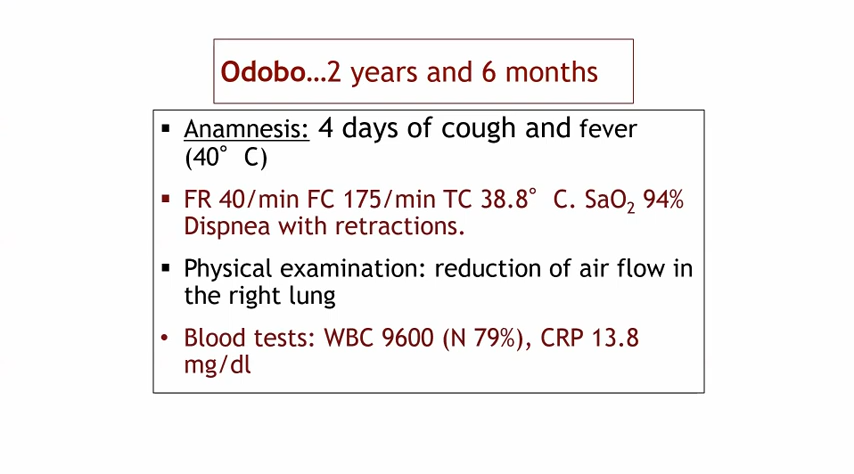 Odobo…2 years and 6 months
▪ Anamnesis: 4 days of cough and fever
(40° C)
▪ FR 40/min FC 175/min TC 38.8° C. SaO₂ 94%
Dispnea with retractions.
▪ Physical examination: reduction of air flow in
the right lung
• Blood tests: WBC 9600 (N 79%), CRP 13.8
mg/dl